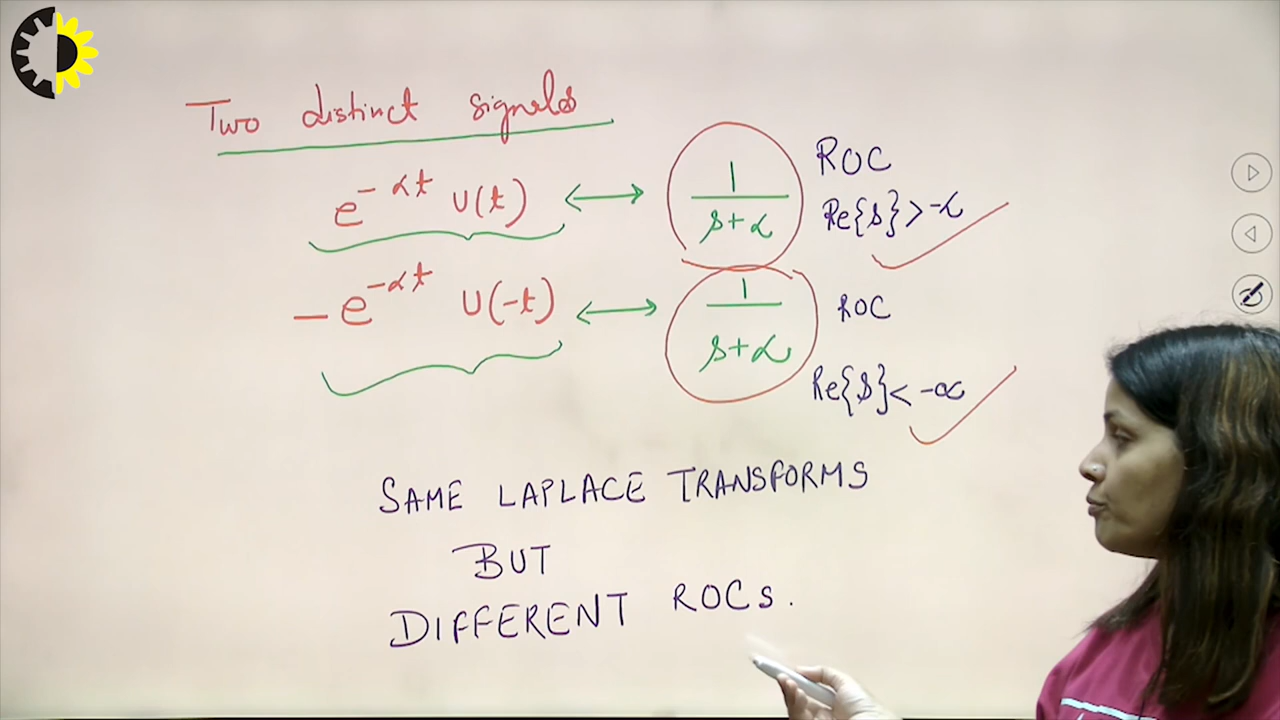 Two distinct signals
e^{-αt} u(t) ↔ 1/(s+α) ROC Re{s} > -α
-e^{-αt} u(-t) ↔ 1/(s+α) ROC Re{s} < -α
SAME LAPLACE TRANSFORMS
BUT
DIFFERENT ROCs.